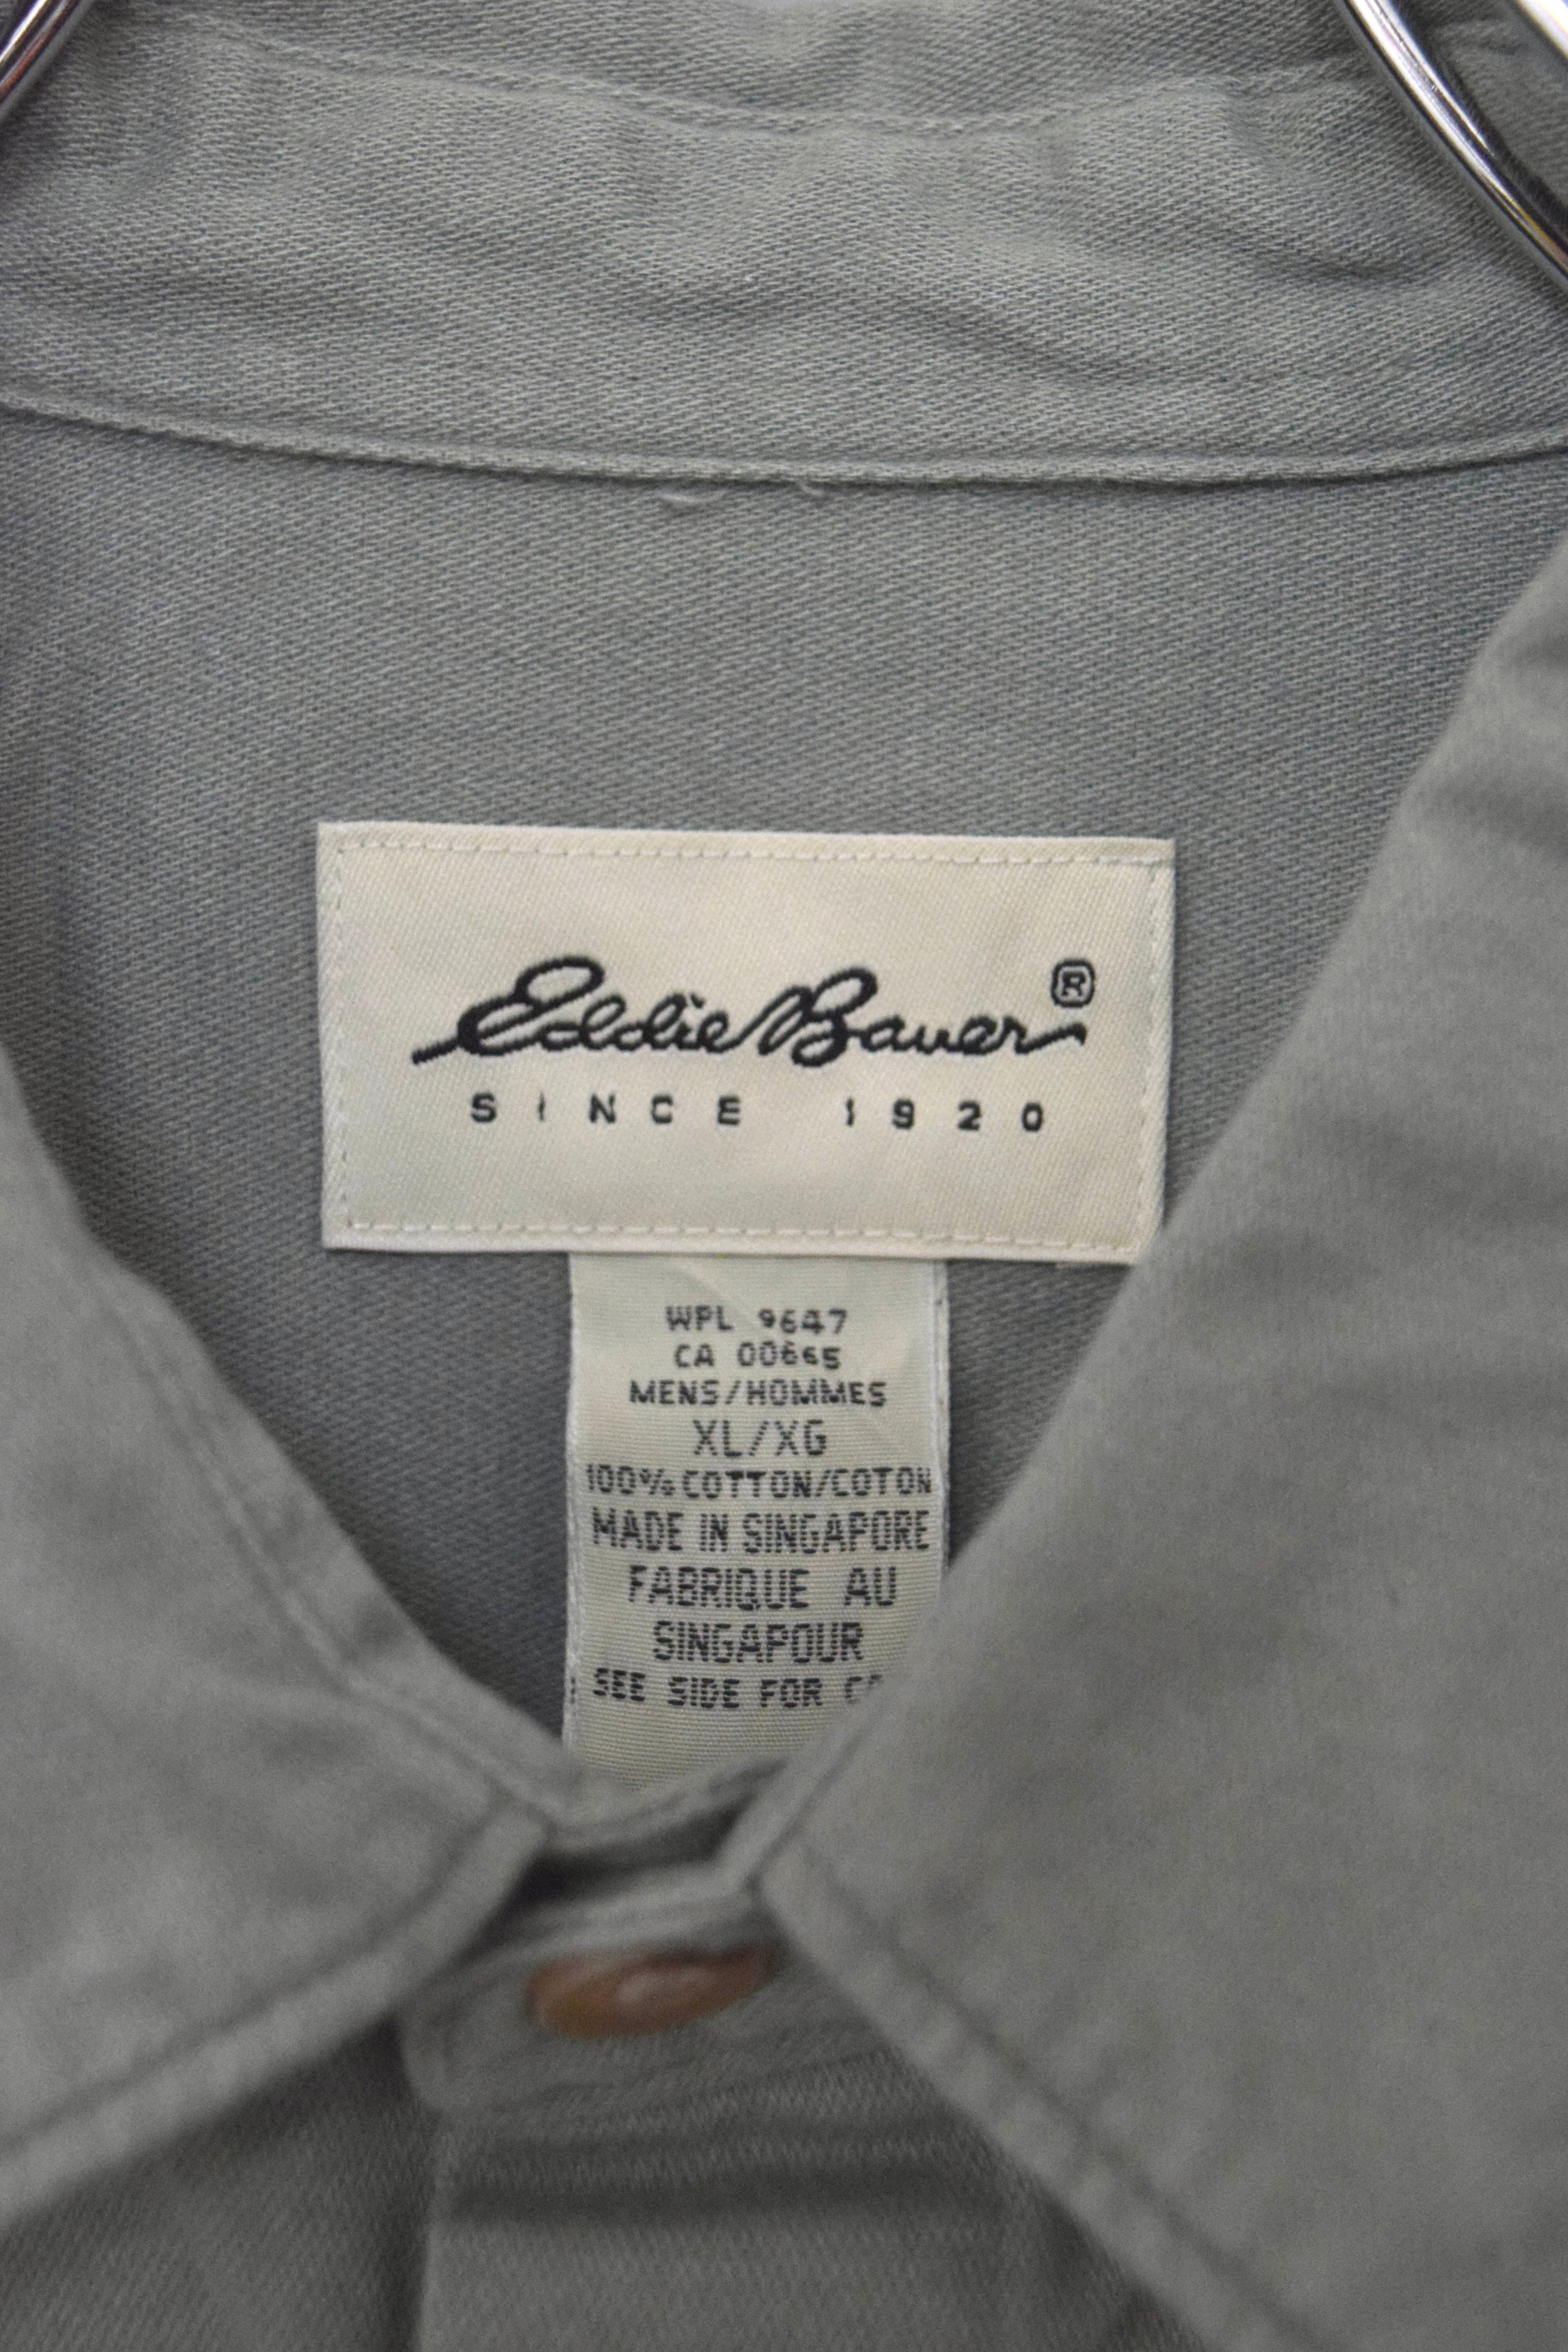 Eddie Bauer®
SINCE 1920
WPL 9647
CA 00665
MENS/HOMMES
XL/XG
100% COTTON/COTON
MADE IN SINGAPORE
FABRIQUE AU
SINGAPOUR
SEE SIDE FOR